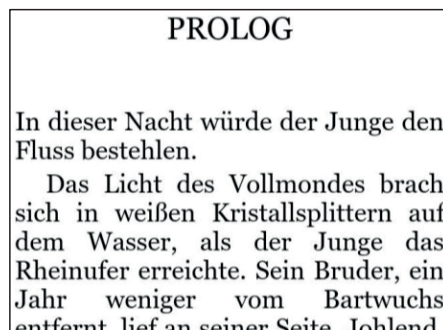 PROLOG
In dieser Nacht würde der Junge den
Fluss bestehlen.
Das Licht des Vollmondes brach
sich in weißen Kristallsplittern auf
dem Wasser, als der Junge das
Rheinufer erreichte. Sein Bruder, ein
Jahr weniger vom Bartwuchs
entfernt, lief an seiner Seite. Johlend